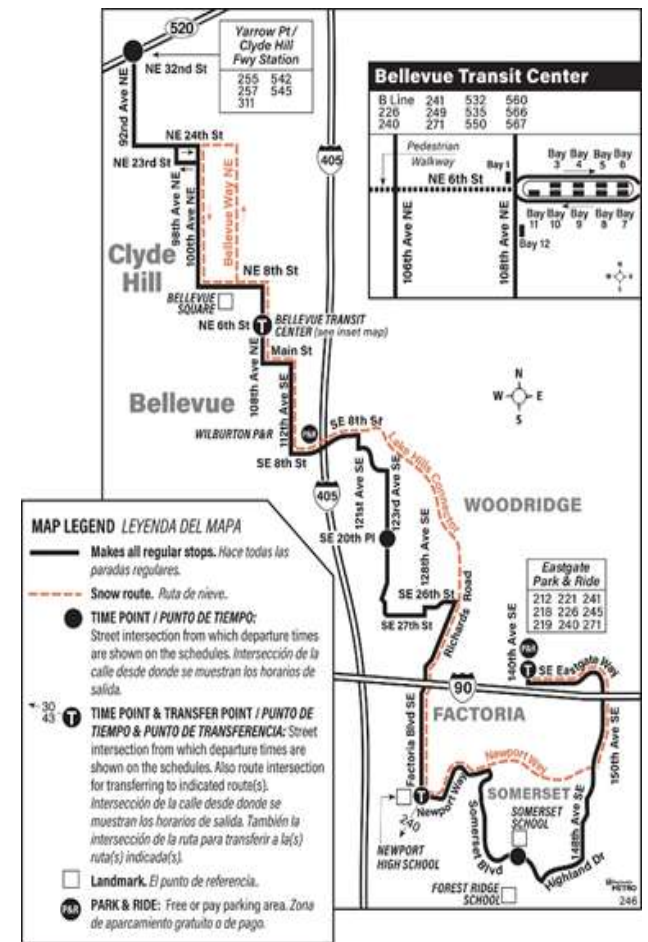 520
Yarrow Pt /
Clyde Hill
Fwy Station
255 542
257 545
311
NE 32nd St
92nd Ave NE
NE 24th St
NE 23rd St
98th Ave NE
100th Ave NE
Bellevue Way NE
405
Clyde
Hill
NE 8th St
BELLEVUE
SQUARE
NE 6th St
T
BELLEVUE TRANSIT
CENTER (see inset map)
Main St
108th Ave NE
Bellevue
112th Ave SE
WILBURTON P&R
P&R
SE 8th St
SE 8th St
Lake Hills Connector
405
121st Ave SE
123rd Ave SE
WOODRIDGE
SE 20th Pl
128th Ave SE
SE 26th St
SE 27th St
Richards Road
Eastgate
Park & Ride
212 221 241
218 226 245
219 240 271
140th Ave SE
P&R
T
SE Eastgate Way
90
FACTORIA
Factoria Blvd SE
150th Ave SE
Newport Way
SOMERSET
T
Newport Way
240
NEWPORT
HIGH SCHOOL
SOMERSET
SCHOOL
Somerset Blvd
148th Ave SE
Highland Dr
FOREST RIDGE
SCHOOL
METRO
246
Bellevue Transit Center
B Line 241 532 560
226 249 535 566
240 271 550 567
Pedestrian
Walkway
NE 6th St
Bay 1
Bay Bay Bay Bay
3 4 5 6
Bay Bay Bay Bay Bay
11 10 9 8 7
Bay 12
106th Ave NE
108th Ave NE
N
W E
S
MAP LEGEND LEYENDA DEL MAPA
Makes all regular stops. Hace todas las
paradas regulares.
Snow route. Ruta de nieve.
TIME POINT / PUNTO DE TIEMPO:
Street intersection from which departure times
are shown on the schedules. Intersección de la
calle desde donde se muestran los horarios de
salida.
30
43
T
TIME POINT & TRANSFER POINT / PUNTO DE
TIEMPO & PUNTO DE TRANSFERENCIA: Street
intersection from which departure times are
shown on the schedules. Also route intersection
for transferring to indicated route(s).
Intersección de la calle desde donde se
muestran los horarios de salida. También la
intersección de la ruta para transferir a la(s)
ruta(s) indicada(s).
Landmark. El punto de referencia.
P&R
PARK & RIDE: Free or pay parking area. Zona
de aparcamiento gratuito o de pago.